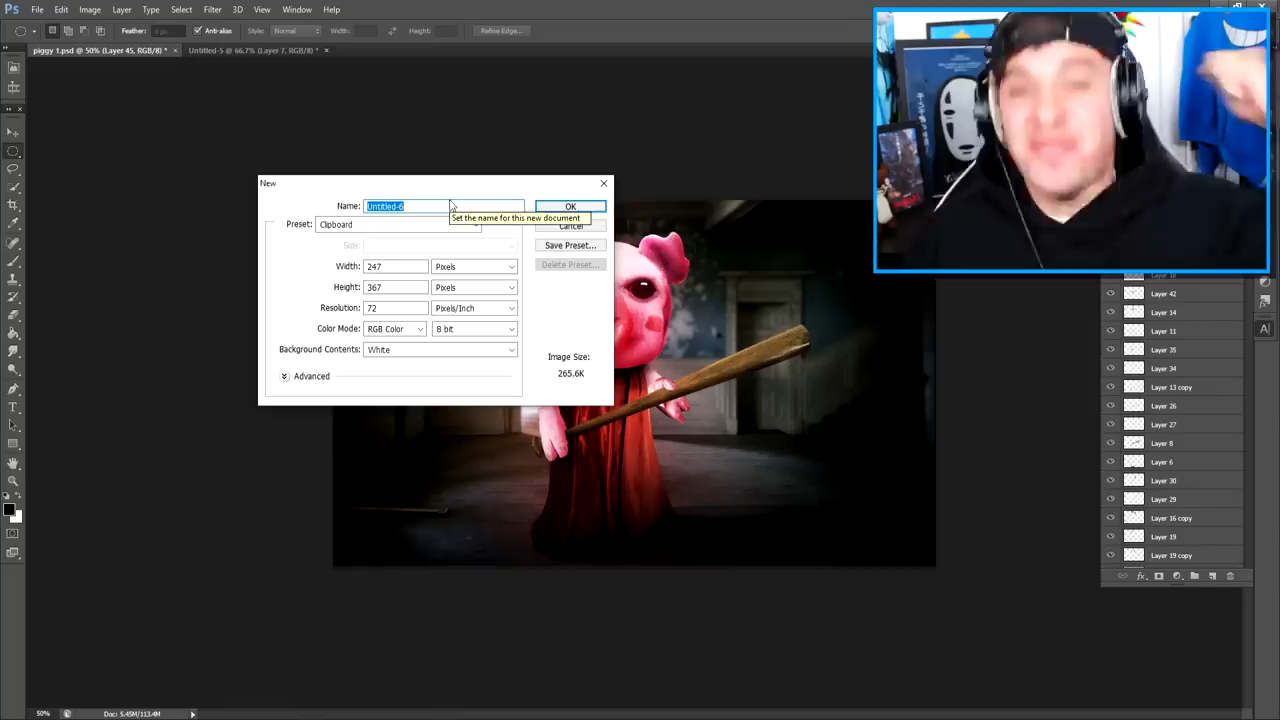 Ps File Edit Image Layer Type Select Filter 3D View Window Help
Feather: Anti-alias Style: Normal Width: Height: Refine Edge...
piggy 1.psd @ 50% (Layer 45, RGB/8) * × Untitled-5 @ 66.7% (Layer 7, RGB/8) * ×
New
Name: Untitled-6 OK
Set the name for this new document
Preset: Clipboard Cancel
Size: Save Preset...
Width: 247 Pixels Delete Preset...
Height: 367 Pixels
Resolution: 72 Pixels/Inch
Color Mode: RGB Color 8 bit
Background Contents: White
Image Size:
265.6K
Advanced
Layer 42
Layer 14
Layer 11
Layer 35
Layer 34
Layer 13 copy
Layer 26
Layer 27
Layer 8
Layer 6
Layer 30
Layer 29
Layer 16 copy
Layer 19
Layer 19 copy
fx
50% Doc: 5.45M/113.4M